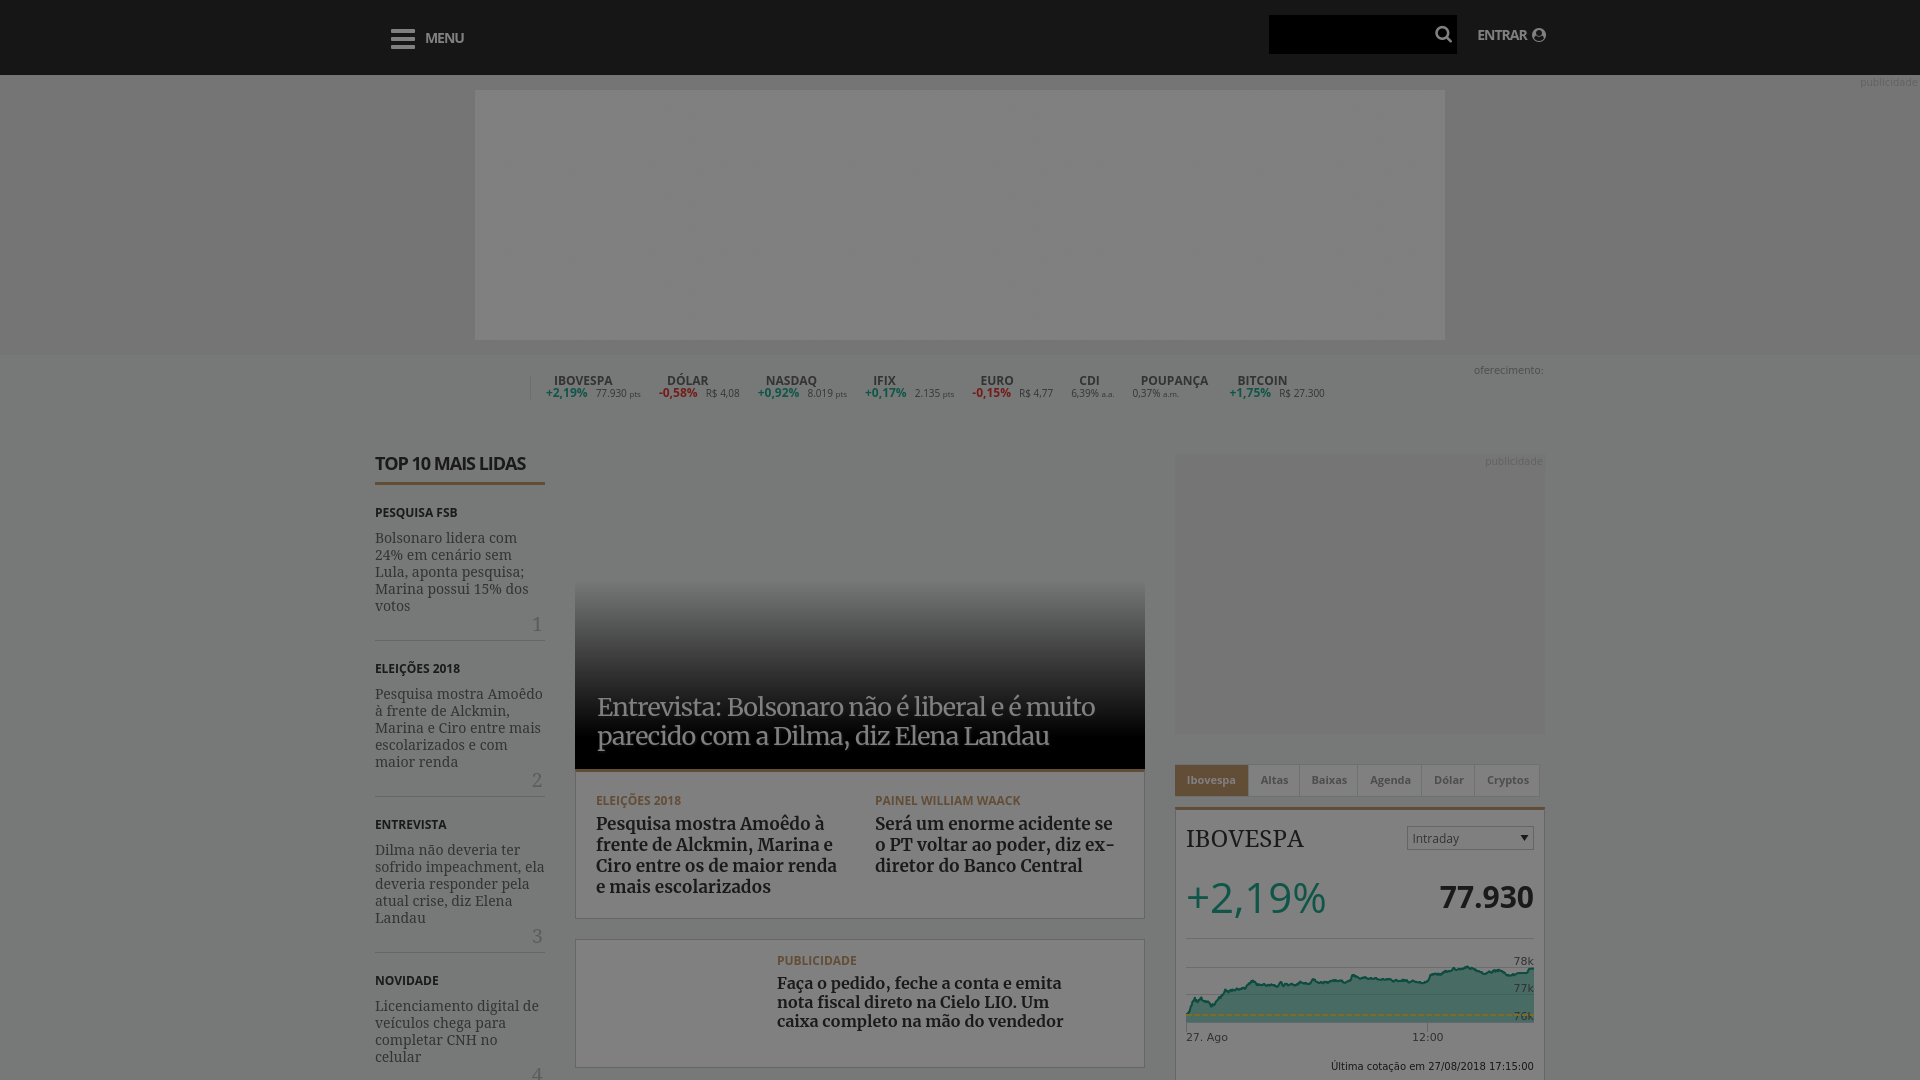 MENU
ENTRAR
publicidade
oferecimento:
IBOVESPA
+2,19% 77.930 pts
DÓLAR
-0,58% R$ 4,08
NASDAQ
+0,92% 8.019 pts
IFIX
+0,17% 2.135 pts
EURO
-0,15% R$ 4,77
CDI
6,39% a.a.
POUPANÇA
0,37% a.m.
BITCOIN
+1,75% R$ 27.300
TOP 10 MAIS LIDAS
PESQUISA FSB
Bolsonaro lidera com
24% em cenário sem
Lula, aponta pesquisa;
Marina possui 15% dos
votos
1
ELEIÇÕES 2018
Pesquisa mostra Amoêdo
à frente de Alckmin,
Marina e Ciro entre mais
escolarizados e com
maior renda
2
ENTREVISTA
Dilma não deveria ter
sofrido impeachment, ela
deveria responder pela
atual crise, diz Elena
Landau
3
NOVIDADE
Licenciamento digital de
veículos chega para
completar CNH no
celular
4
Entrevista: Bolsonaro não é liberal e é muito
parecido com a Dilma, diz Elena Landau
ELEIÇÕES 2018
Pesquisa mostra Amoêdo à
frente de Alckmin, Marina e
Ciro entre os de maior renda
e mais escolarizados
PAINEL WILLIAM WAACK
Será um enorme acidente se
o PT voltar ao poder, diz ex-
diretor do Banco Central
PUBLICIDADE
Faça o pedido, feche a conta e emita
nota fiscal direto na Cielo LIO. Um
caixa completo na mão do vendedor
publicidade
Ibovespa Altas Baixas Agenda Dólar Cryptos
IBOVESPA
Intraday
+2,19% 77.930
78k
77k
76k
27. Ago 12:00
Última cotação em 27/08/2018 17:15:00